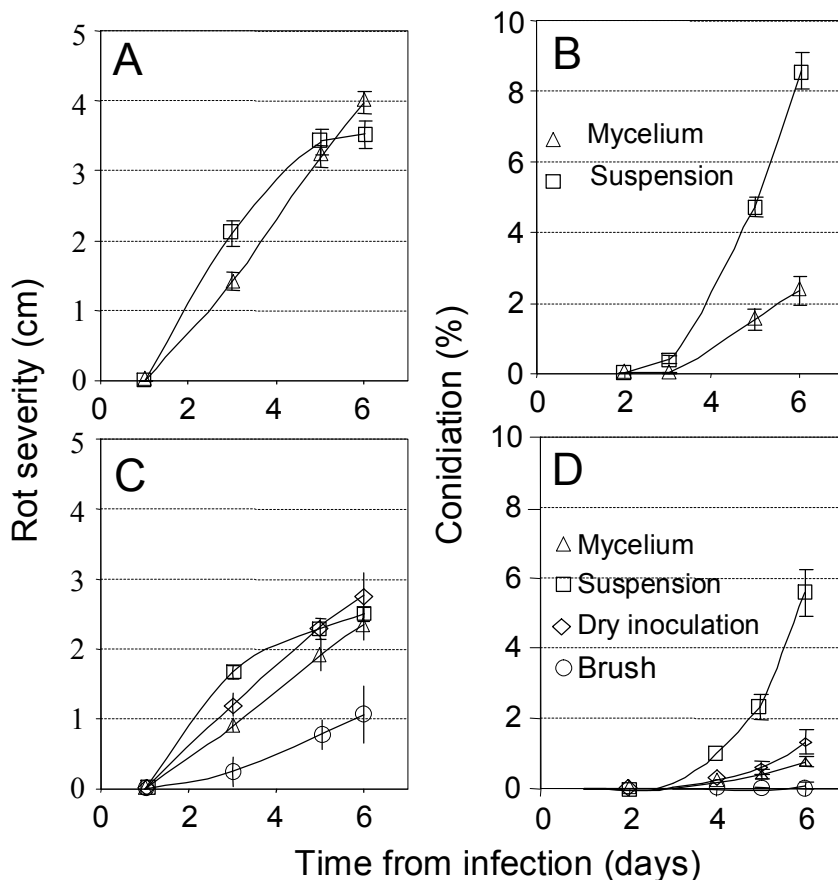 A
5
4
3
2
1
0
0 2 4 6
B
10
8
6
4
2
0
0 2 4 6
Mycelium
Suspension
C
5
4
3
2
1
0
0 2 4 6
D
10
8
6
4
2
0
0 2 4 6
Mycelium
Suspension
Dry inoculation
Brush
Rot severity (cm)
Conidiation (%)
Time from infection (days)